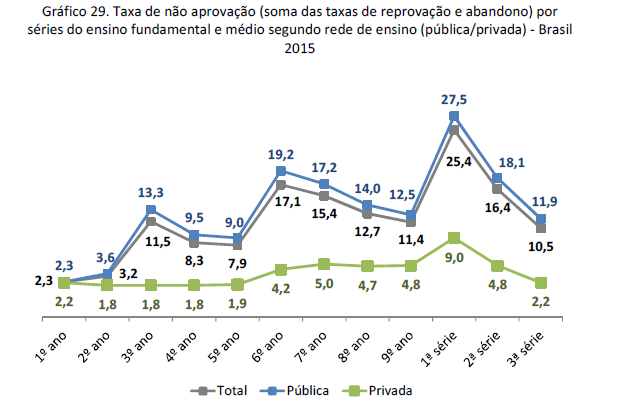 Gráfico 29. Taxa de não aprovação (soma das taxas de reprovação e abandono) por
séries do ensino fundamental e médio segundo rede de ensino (pública/privada) - Brasil
2015
27,5
25,4
19,2
17,1
17,2
15,4
18,1
16,4
13,3
11,5
14,0
12,7
12,5
11,4
11,9
10,5
9,5
8,3
9,0
7,9
9,0
3,6
3,2
2,3
2,3
2,2
1,8
1,8
1,8
1,9
4,2
5,0
4,7
4,8
4,8
2,2
1º ano
2º ano
3º ano
4º ano
5º ano
6º ano
7º ano
8º ano
9º ano
1ª série
2ª série
3ª série
Total
Pública
Privada